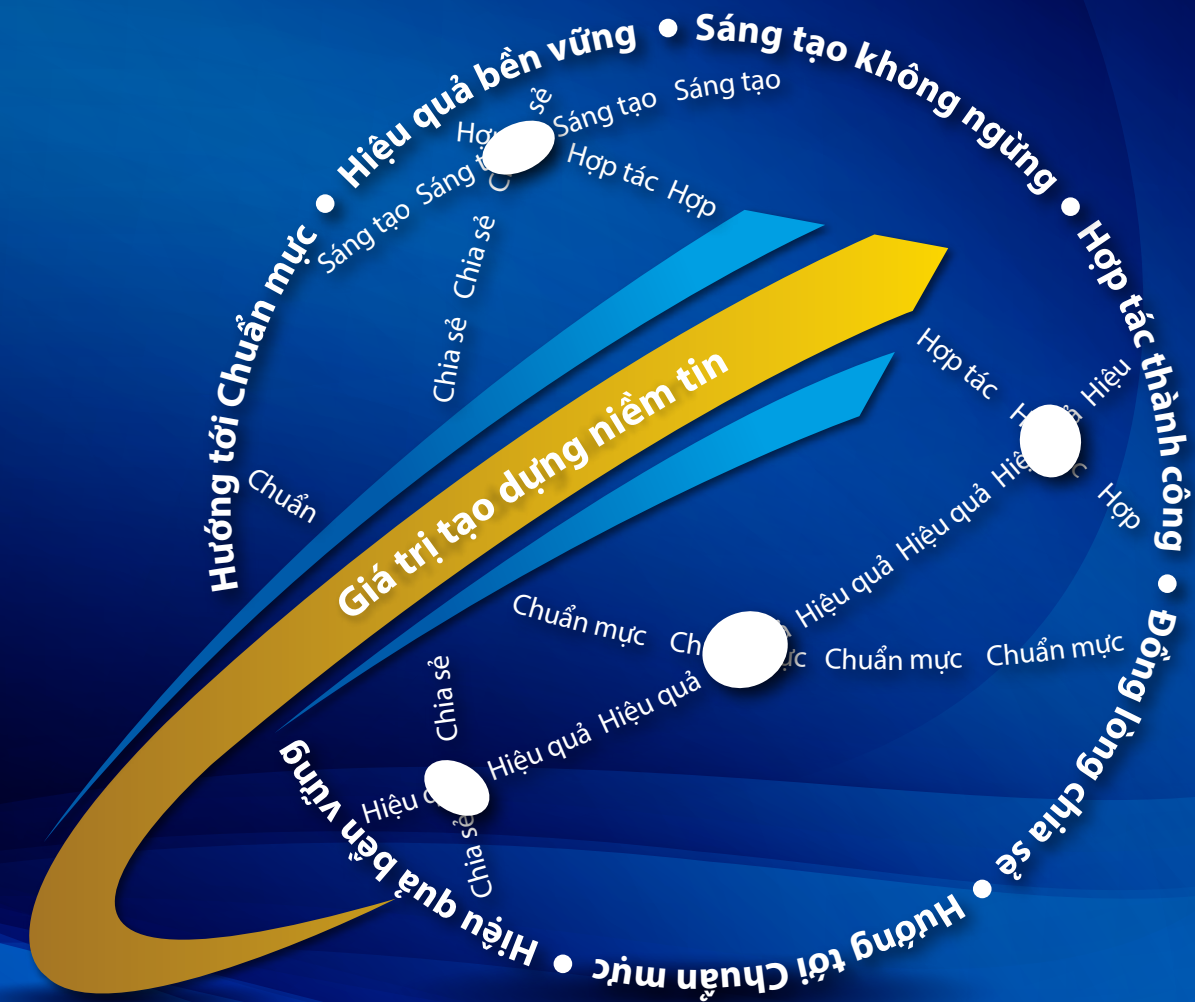 Hướng tới Chuẩn mực • Hiệu quả bền vững • Sáng tạo không ngừng • Hợp tác thành công • Đồng lòng chia sẻ • Hướng tới Chuẩn mực • Hiệu quả bền vững
Sáng tạo Sáng Sáng tạo Sáng tạo
Hợp tác Hợp
Chia sẻ Chia sẻ sẻ
Giá trị tạo dựng niềm tin
Chuẩn
Hợp tác Hợp
Chuẩn mực Chuẩn mực Chuẩn mực
Hiệu Hiệu quả Hiệu quả Hiệu quả Hiệu quả Hiệu
Chia sẻ
Chia sẻ